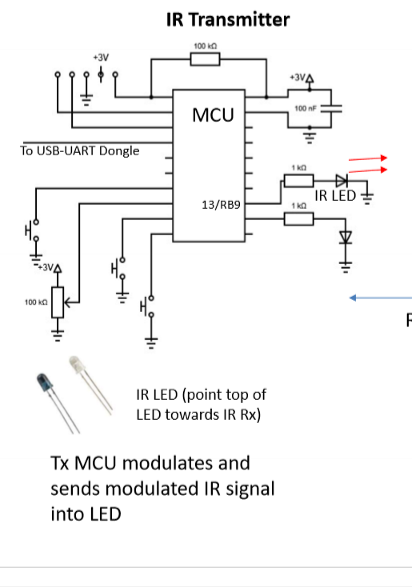 IR Transmitter
100 kΩ
+3V
+3V
100 nF
MCU
To USB-UART Dongle
1 kΩ
IR LED
13/RB9
1 kΩ
+3V
100 kΩ
IR LED (point top of
LED towards IR Rx)
Tx MCU modulates and
sends modulated IR signal
into LED